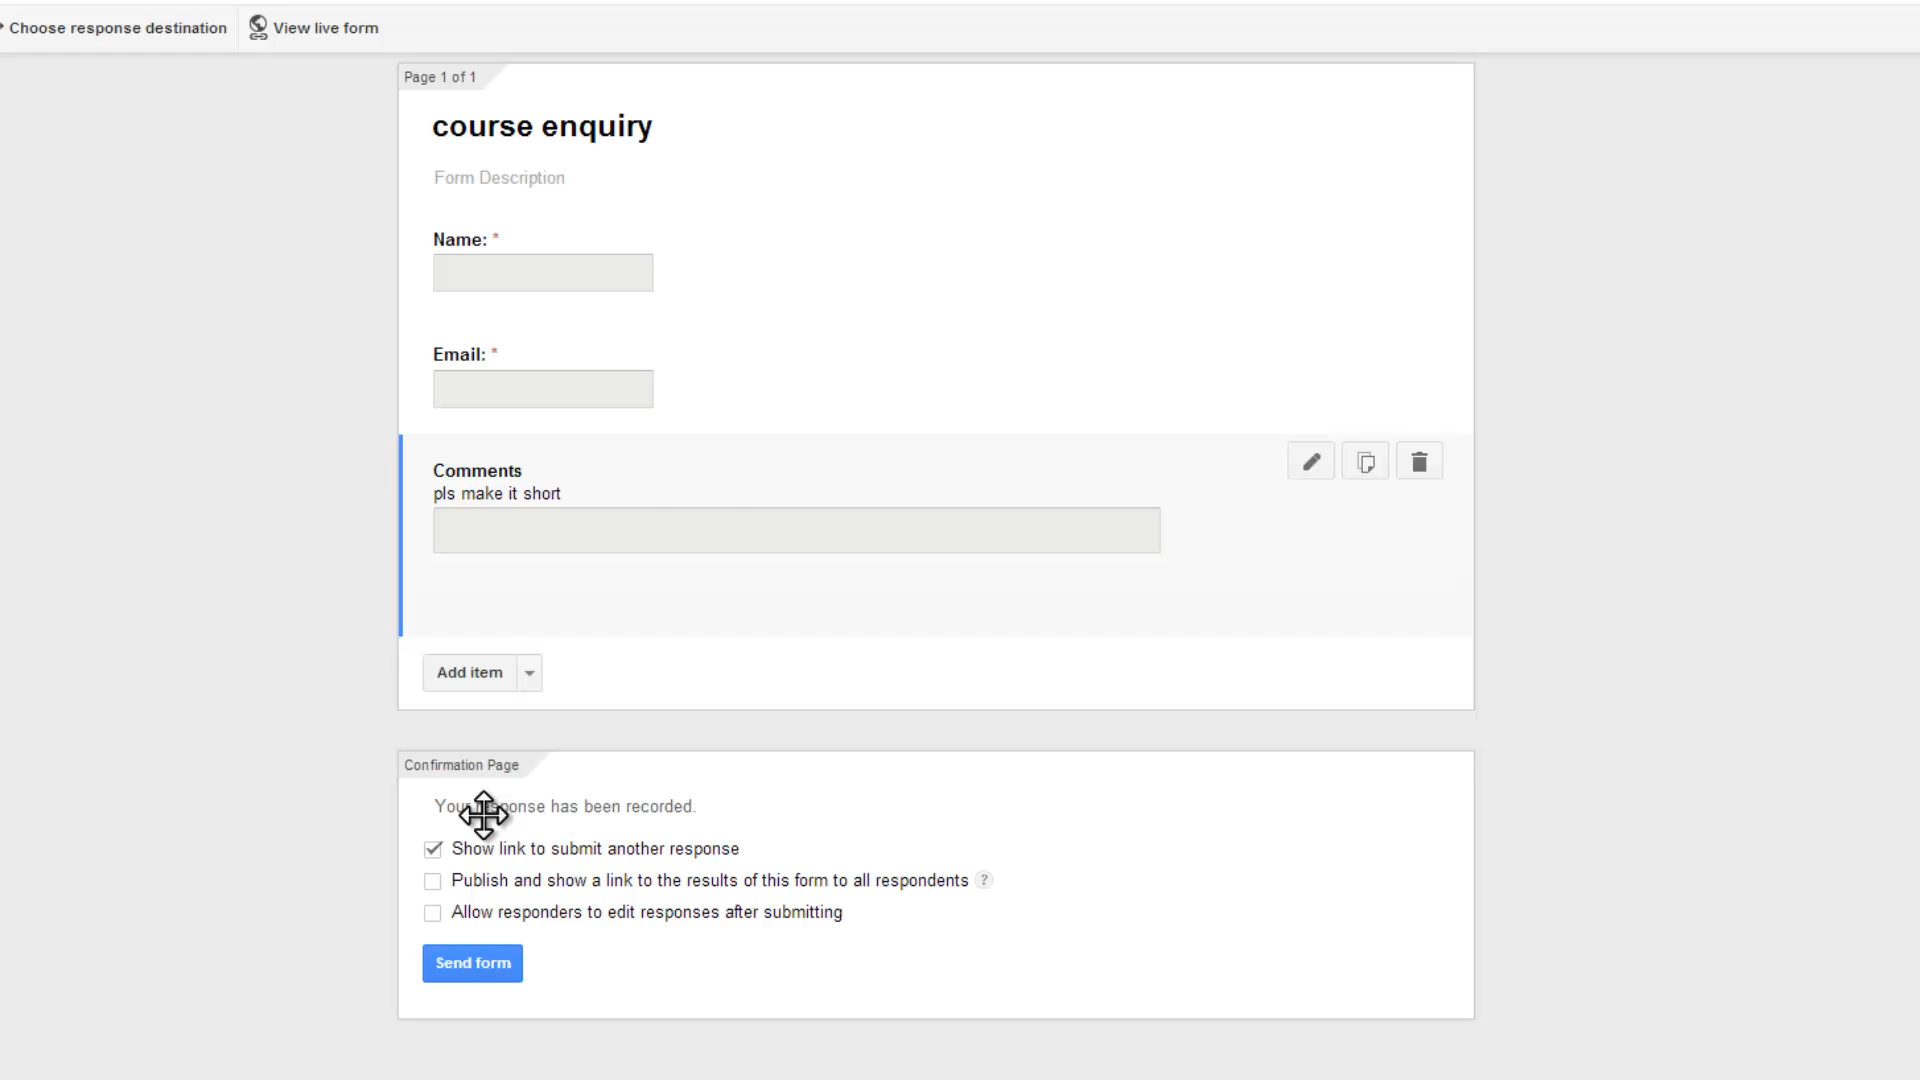 Choose response destination View live form
Page 1 of 1
course enquiry
Form Description
Name: *
Email: *
Comments
pls make it short
Add item
Confirmation Page
Your response has been recorded.
Show link to submit another response
Publish and show a link to the results of this form to all respondents ?
Allow responders to edit responses after submitting
Send form